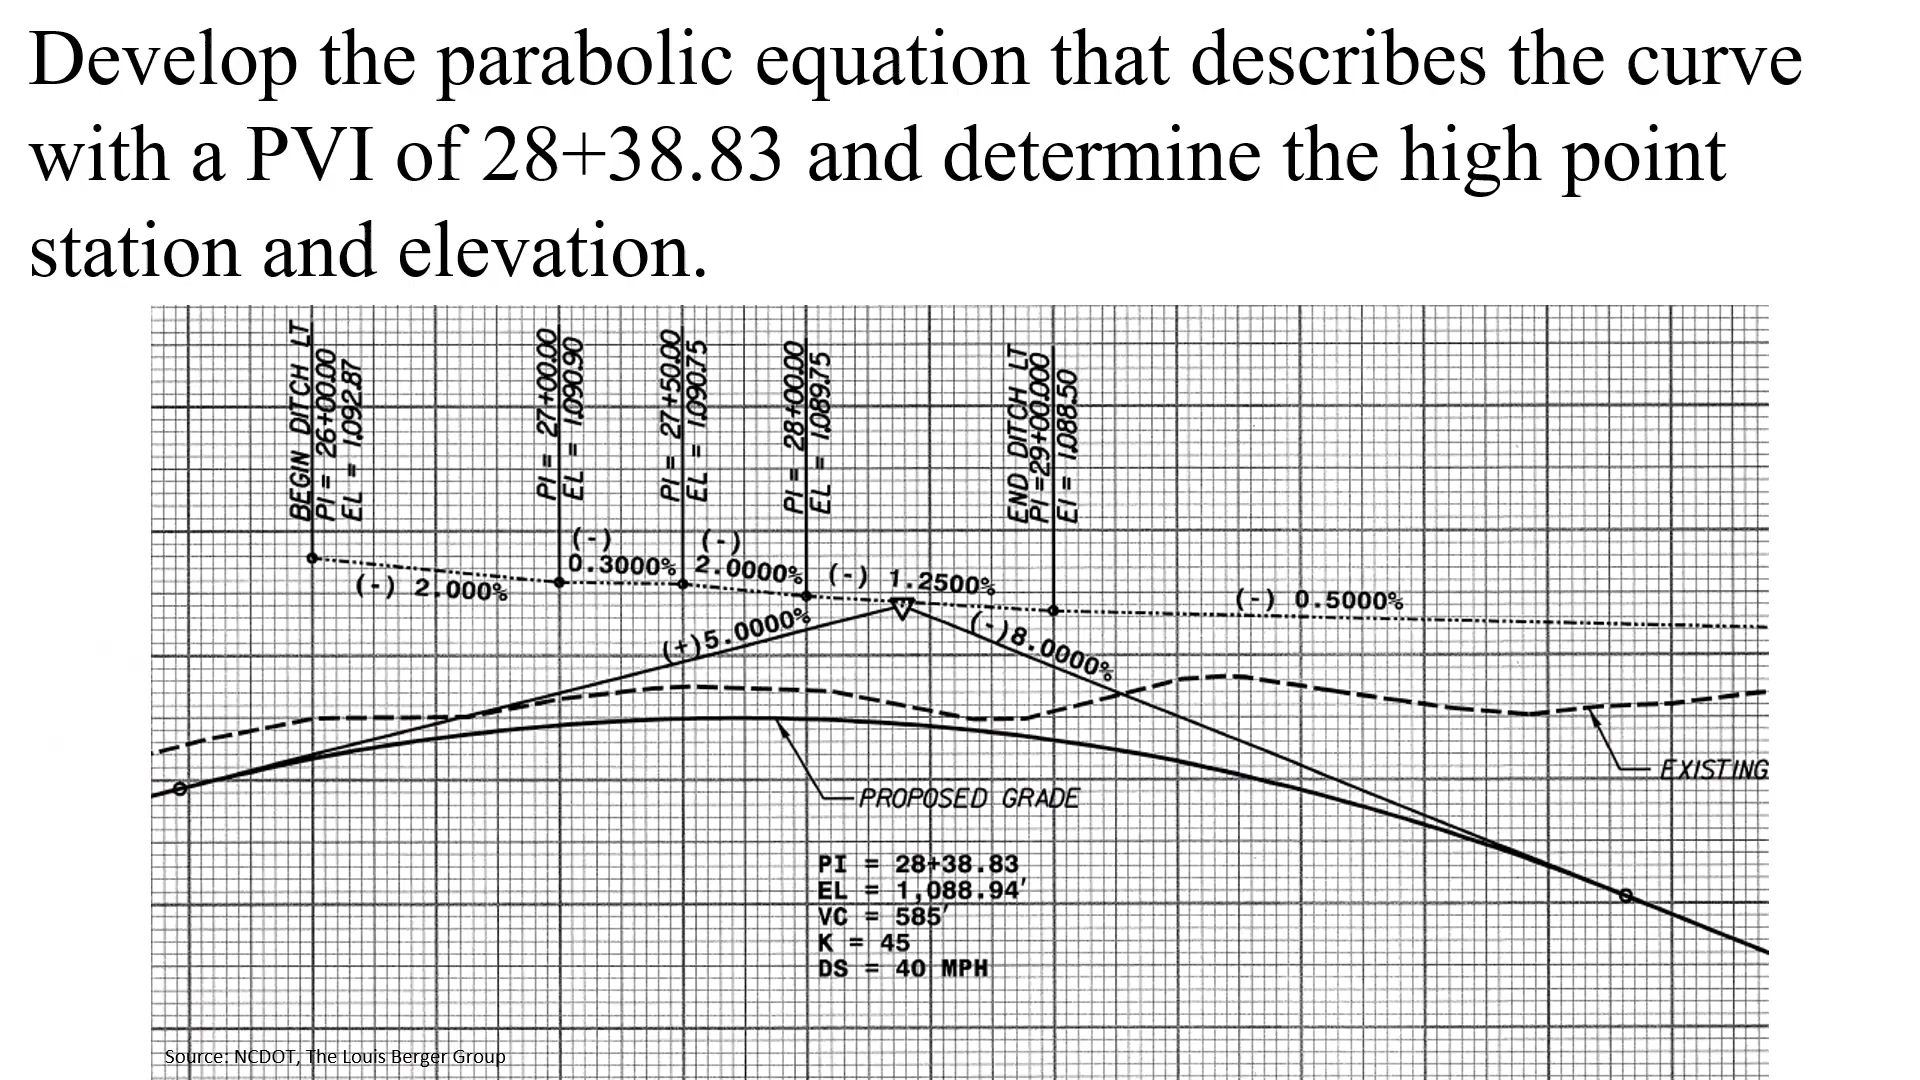 Develop the parabolic equation that describes the curve
with a PVI of 28+38.83 and determine the high point
station and elevation.
BEGIN DITCH LT
PI = 26+00.00
EL = 1,092.87
PI = 27+00.00
EL = 1,090.90
PI = 27+50.00
EL = 1,090.75
PI = 28+00.00
EL = 1,089.75
END DITCH LT
PI =29+00.000
El = 1,088.50
(-) 2.000%
(-)
0.3000%
(-)
2.0000%
(-) 1.2500%
(-) 0.5000%
(+)5.0000%
(-)8.0000%
EXISTING
PROPOSED GRADE
PI = 28+38.83
EL = 1,088.94'
VC = 585'
K = 45
DS = 40 MPH
Source: NCDOT, The Louis Berger Group